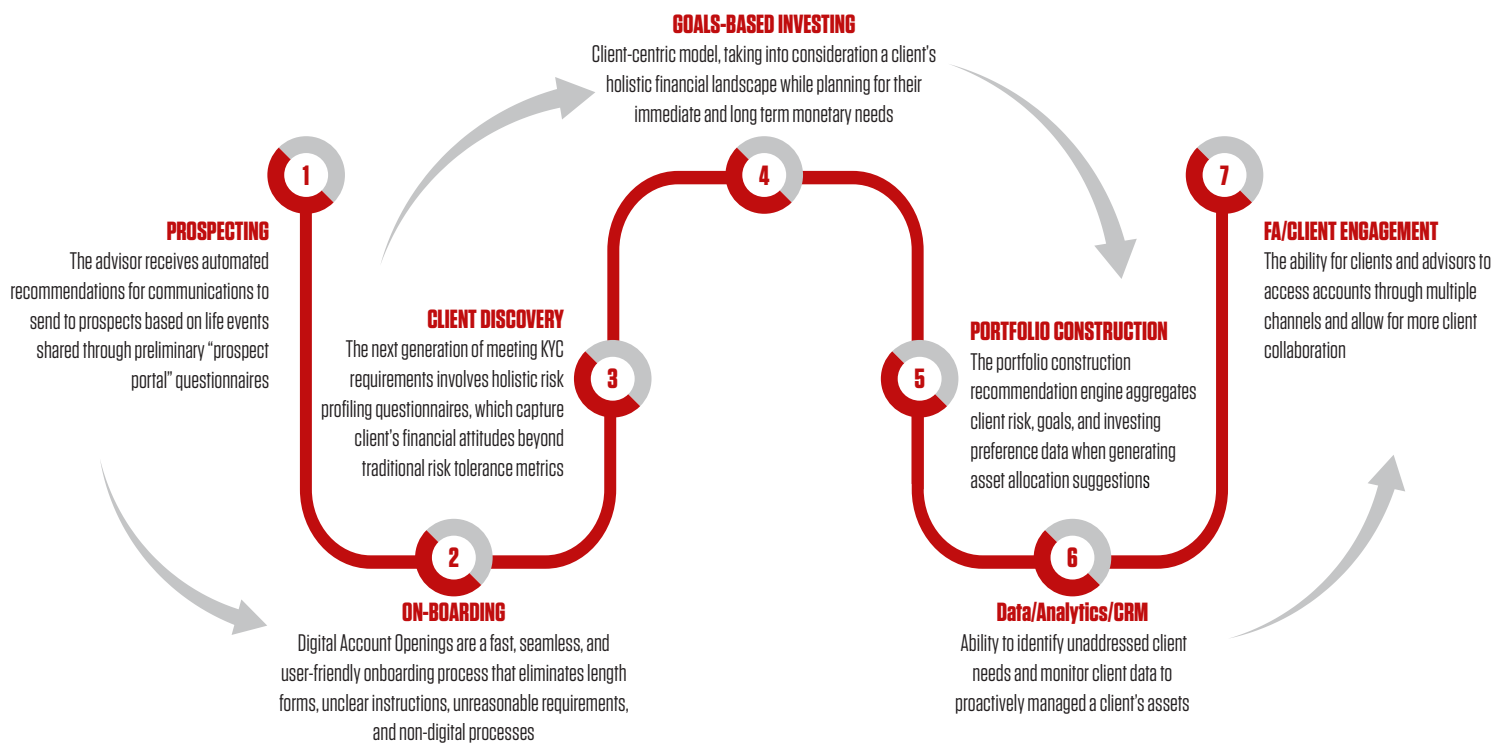 1
PROSPECTING
The advisor receives automated
recommendations for communications to
send to prospects based on life events
shared through preliminary “prospect
portal” questionnaires
2
ON-BOARDING
Digital Account Openings are a fast, seamless, and
user-friendly onboarding process that eliminates length
forms, unclear instructions, unreasonable requirements,
and non-digital processes
3
CLIENT DISCOVERY
The next generation of meeting KYC
requirements involves holistic risk
profiling questionnaires, which capture
client’s financial attitudes beyond
traditional risk tolerance metrics
4
GOALS-BASED INVESTING
Client-centric model, taking into consideration a client’s
holistic financial landscape while planning for their
immediate and long term monetary needs
5
PORTFOLIO CONSTRUCTION
The portfolio construction
recommendation engine aggregates
client risk, goals, and investing
preference data when generating
asset allocation suggestions
6
Data/Analytics/CRM
Ability to identify unaddressed client
needs and monitor client data to
proactively managed a client’s assets
7
FA/CLIENT ENGAGEMENT
The ability for clients and advisors to
access accounts through multiple
channels and allow for more client
collaboration